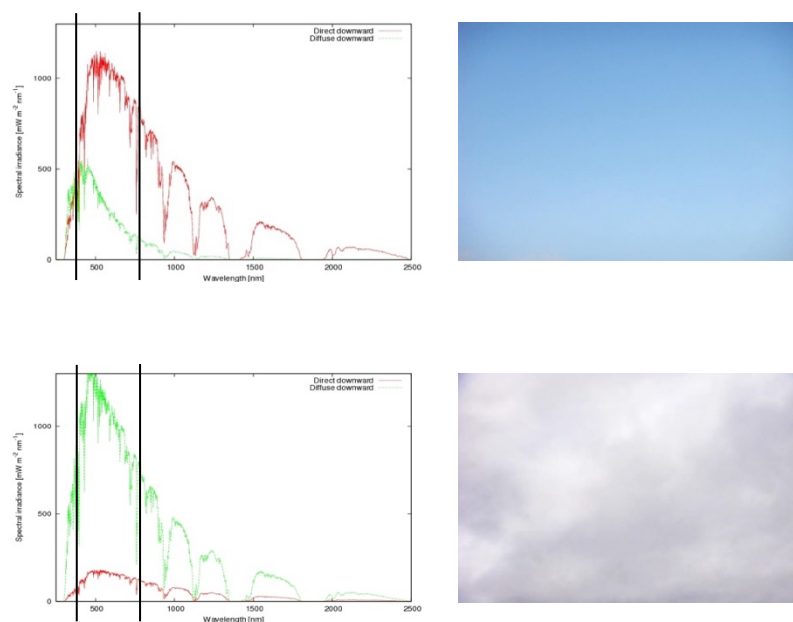 Direct downward
Diffuse downward
1000
500
0
Spectral irradiance [mW m-2 nm-1]
500 1000 1500 2000 2500
Wavelength [nm]
Direct downward
Diffuse downward
1000
500
0
Spectral irradiance [mW m-2 nm-1]
500 1000 1500 2000 2500
Wavelength [nm]